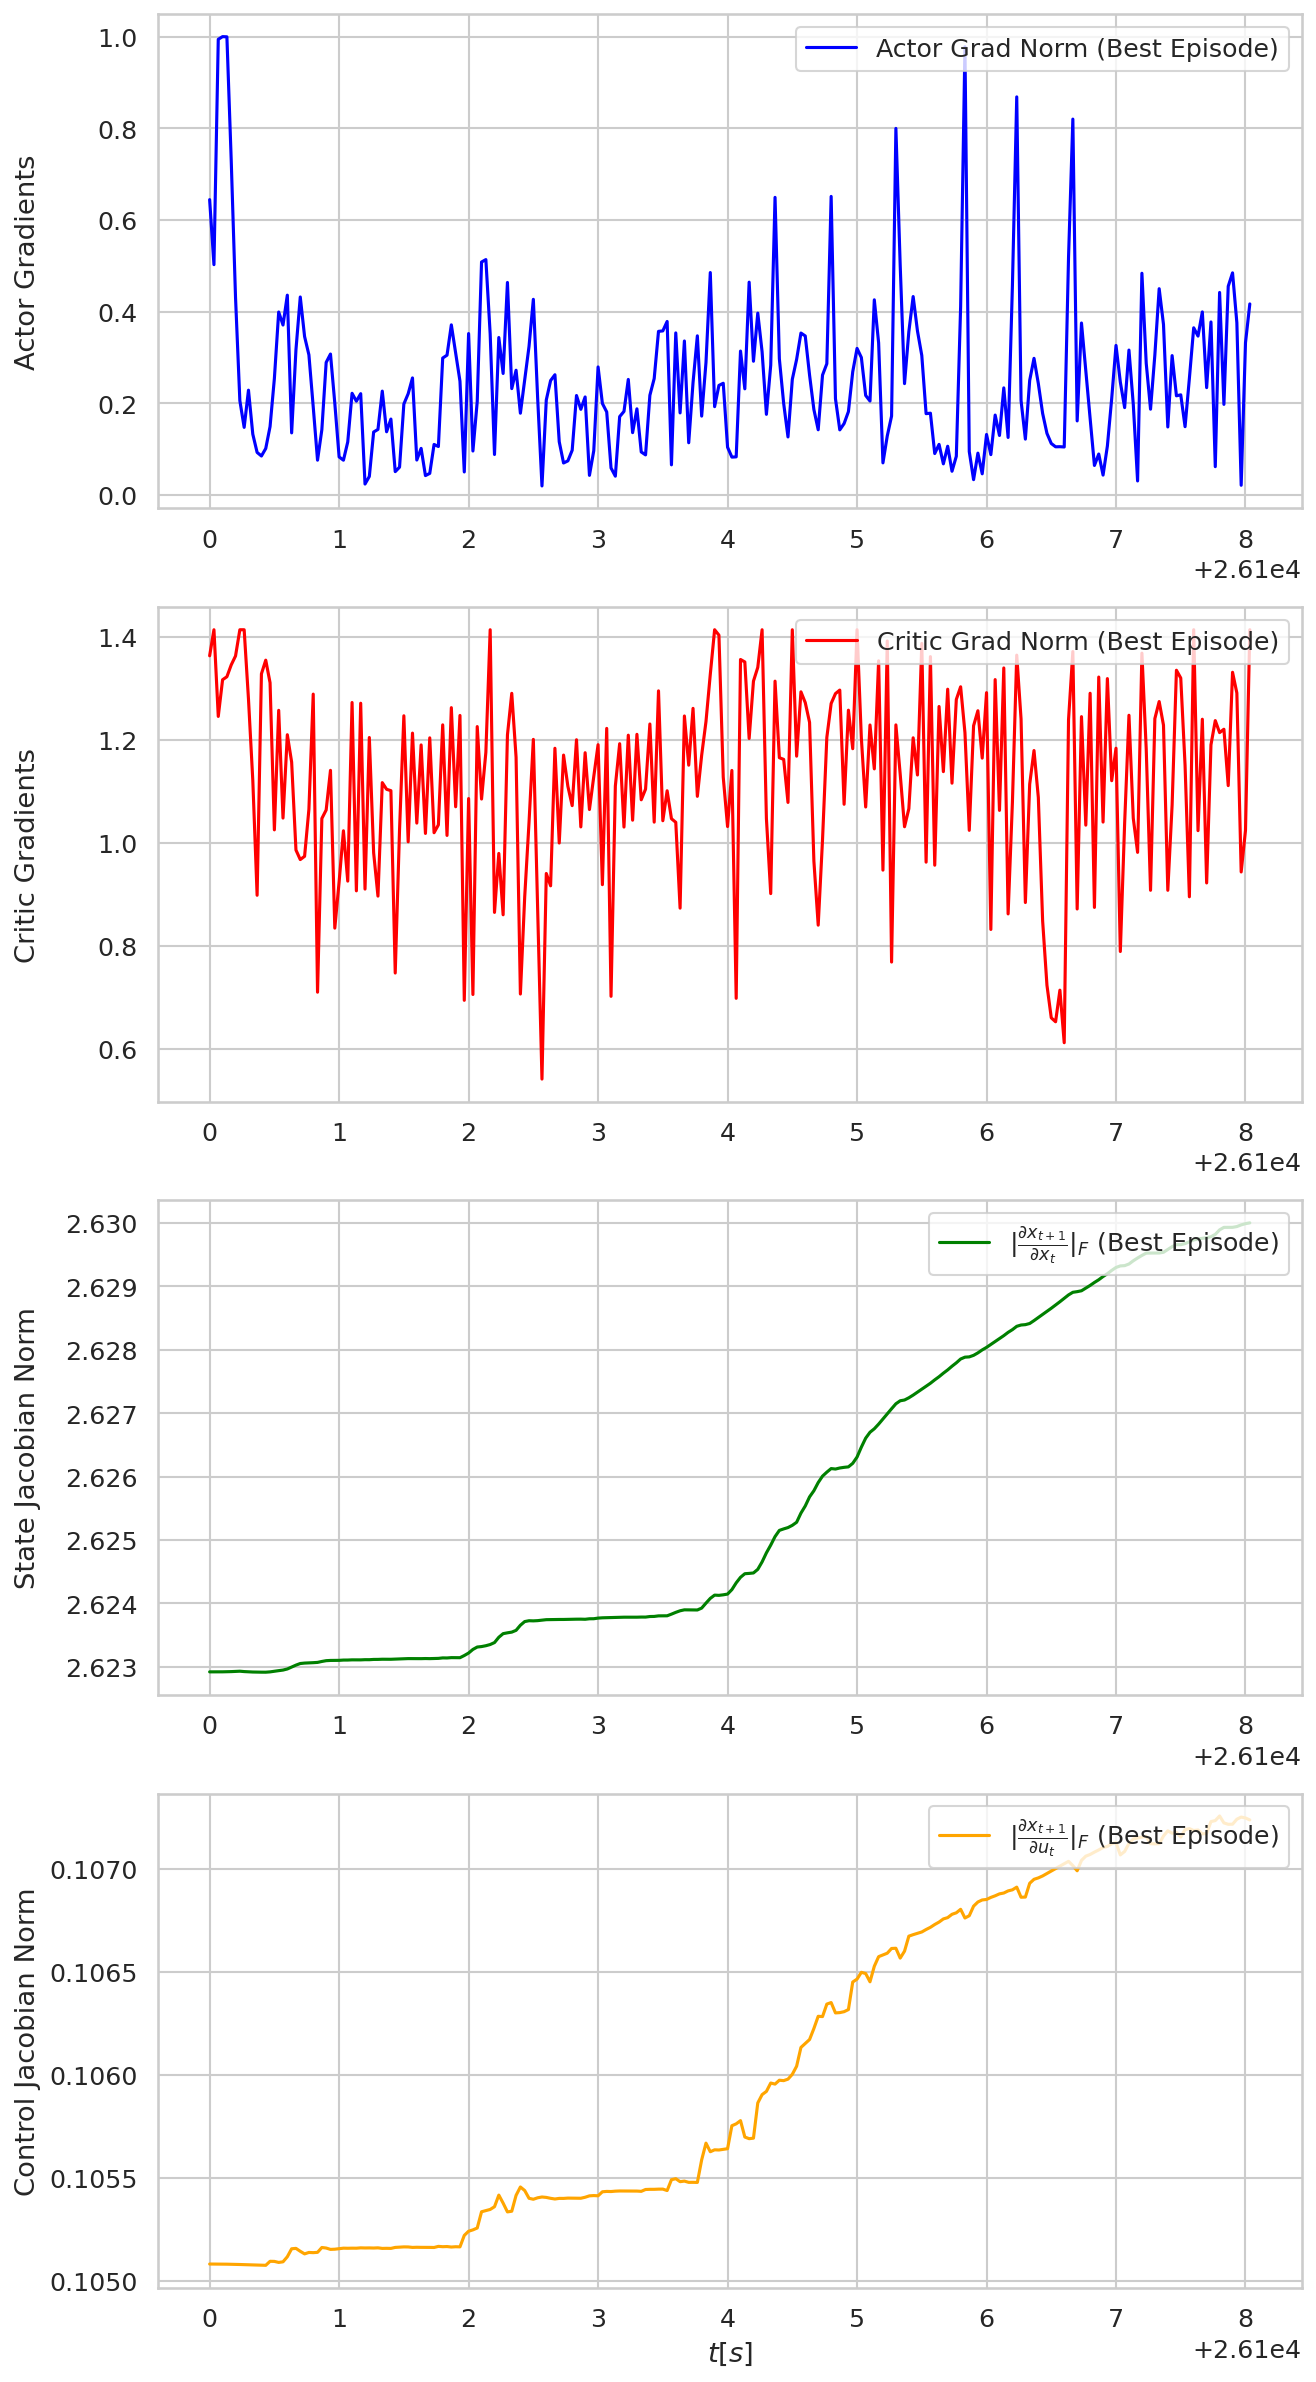 Actor Grad Norm (Best Episode)
Actor Gradients
1.0
0.8
0.6
0.4
0.2
0.0
0 1 2 3 4 5 6 7 8
+2.61e4
Critic Grad Norm (Best Episode)
Critic Gradients
1.4
1.2
1.0
0.8
0.6
0 1 2 3 4 5 6 7 8
+2.61e4
|∂x_{t+1}/∂x_t|_F (Best Episode)
State Jacobian Norm
2.630
2.629
2.628
2.627
2.626
2.625
2.624
2.623
0 1 2 3 4 5 6 7 8
+2.61e4
|∂x_{t+1}/∂u_t|_F (Best Episode)
Control Jacobian Norm
0.1070
0.1065
0.1060
0.1055
0.1050
0 1 2 3 4 5 6 7 8
+2.61e4
t[s]